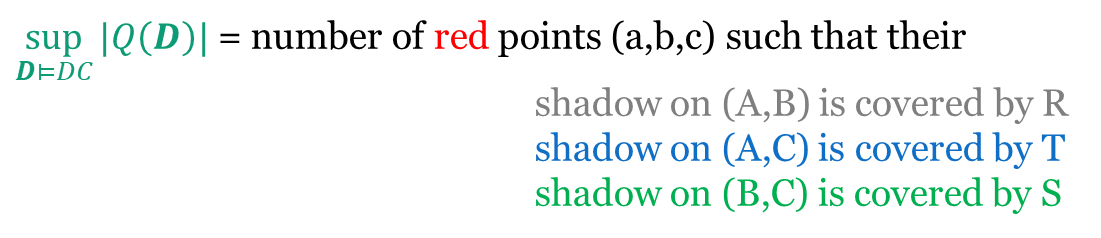 sup |Q(D)| = number of red points (a,b,c) such that their
D⊨DC
shadow on (A,B) is covered by R
shadow on (A,C) is covered by T
shadow on (B,C) is covered by S